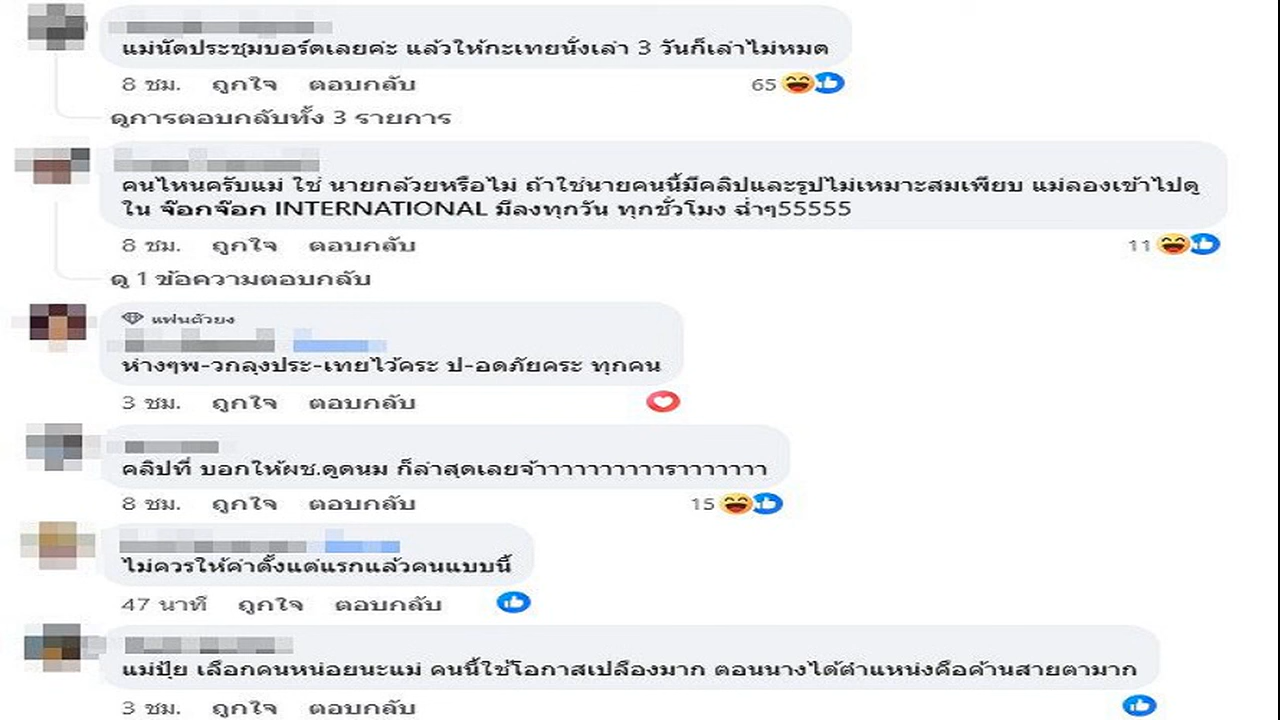 แม่นัดประชุมบอร์ดเลยค่ะ แล้วให้กะเทยนั่งเล่า 3 วันก็เล่าไม่หมด
8 ชม. ถูกใจ ตอบกลับ 65
ดูการตอบกลับทั้ง 3 รายการ
คนไหนครับแม่ ใช่ นายกล้วยหรือไม่ ถ้าใช่นายคนนี้มีคลิปและรูปไม่เหมาะสมเพียบ แม่ลองเข้าไปดู
ใน จ๊อกจ๊อก INTERNATIONAL มีลงทุกวัน ทุกชั่วโมง ฉ่ำๆ55555
8 ชม. ถูกใจ ตอบกลับ 11
ดู 1 ข้อความตอบกลับ
แฟนตัวยง
ห่างๆพ-วกลุงประ-เทยไว้คระ ป-อดภัยคระ ทุกคน
3 ชม. ถูกใจ ตอบกลับ
คลิปที่ บอกให้ผช.ดูดนม ก็ล่าสุดเลยจ้าาาาาาาาาาาราาาาาาา
8 ชม. ถูกใจ ตอบกลับ 15
ไม่ควรให้ค่าตั้งแต่แรกแล้วคนแบบนี้
47 นาที ถูกใจ ตอบกลับ
แม่ปุ้ย เลือกคนหน่อยนะแม่ คนนี้ใช้โอกาสเปลืองมาก ตอนนางได้ตำแหน่งคือค้านสายตามาก
3 ชม. ถูกใจ ตอบกลับ